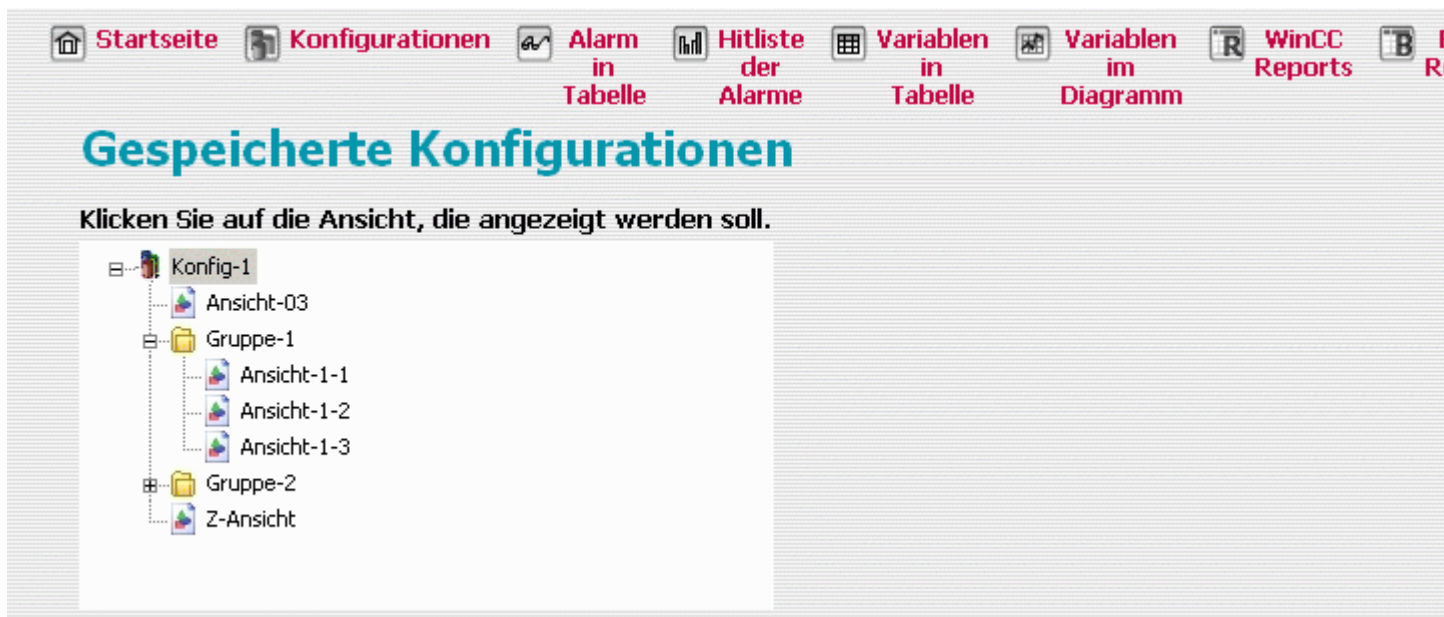 Startseite Konfigurationen Alarm Hitliste Variablen Variablen WinCC
in der in im Reports
Tabelle Alarme Tabelle Diagramm
Gespeicherte Konfigurationen
Klicken Sie auf die Ansicht, die angezeigt werden soll.
Konfig-1
Ansicht-03
Gruppe-1
Ansicht-1-1
Ansicht-1-2
Ansicht-1-3
Gruppe-2
Z-Ansicht